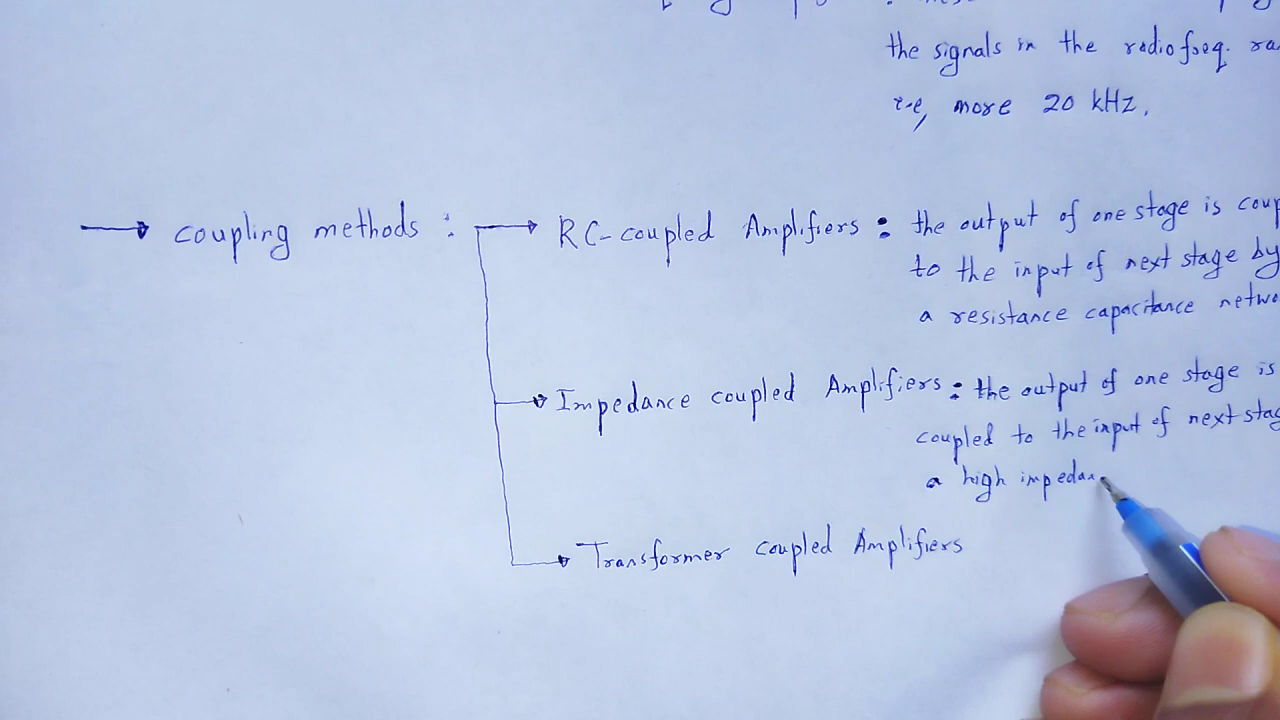 the signals in the radio freq.
i.e, more 20 kHz.
→ coupling methods : → RC-coupled Amplifiers : the output of one stage is
to the input of next stage by
a resistance capacitance
→ Impedance coupled Amplifiers : the output of one stage is
coupled to the input of next
a high impedan
→ Transformer coupled Amplifiers